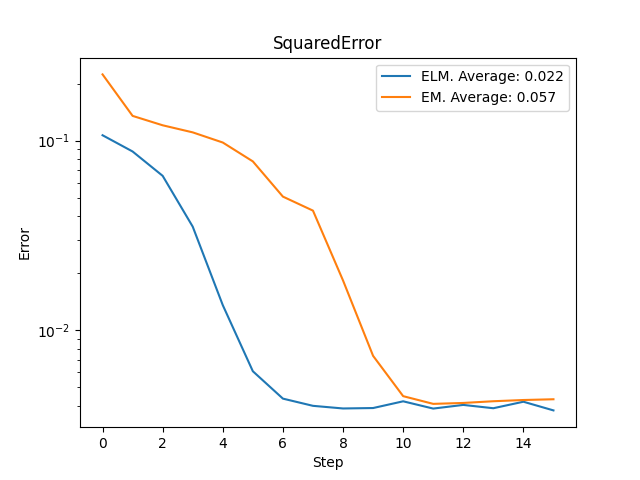 SquaredError
ELM. Average: 0.022
EM. Average: 0.057
10⁻¹
10⁻²
Error
0 2 4 6 8 10 12 14
Step